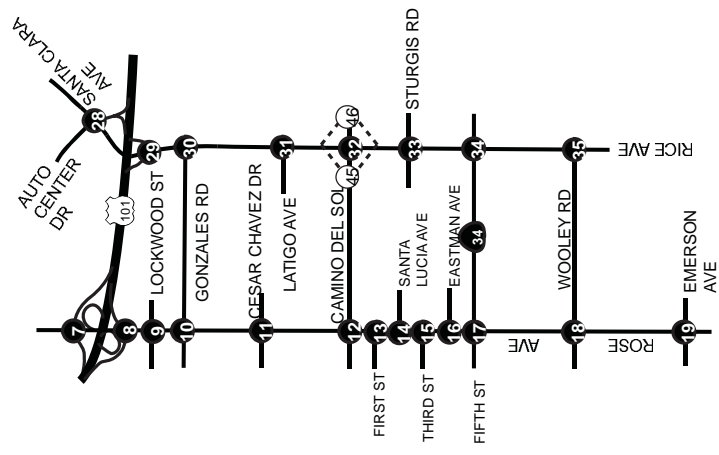 SANTA CLARA
AVE
28
AUTO
CENTER
DR
101
29
30
31
46
32
45
33
34
35
RICE AVE
STURGIS RD
LOCKWOOD ST
GONZALES RD
CESAR CHAVEZ DR
LATIGO AVE
CAMINO DEL SOL
SANTA
LUCIA AVE
EASTMAN AVE
34
WOOLEY RD
EMERSON
AVE
7
8
9
10
11
12
13
14
15
16
17
18
19
ROSE
AVE
FIRST ST
THIRD ST
FIFTH ST